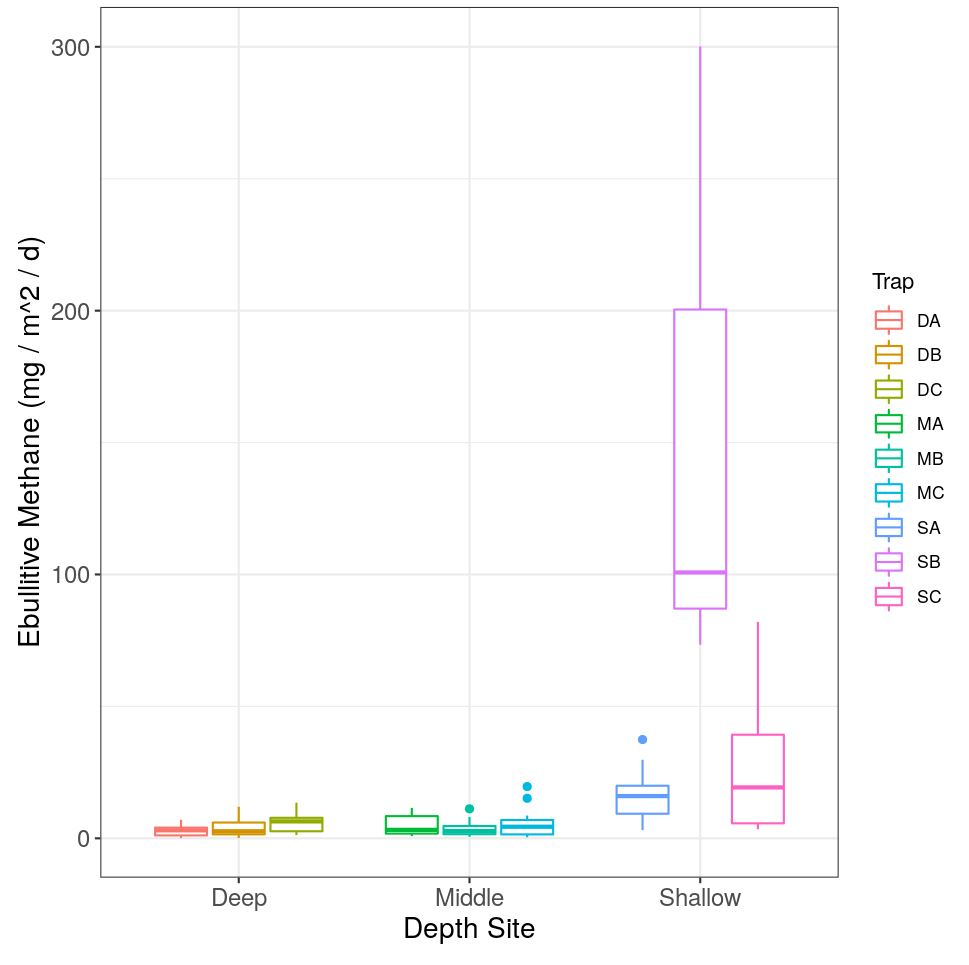 Ebullitive Methane (mg / m^2 / d)
300
200
100
0
Deep
Middle
Shallow
Depth Site
Trap
DA
DB
DC
MA
MB
MC
SA
SB
SC